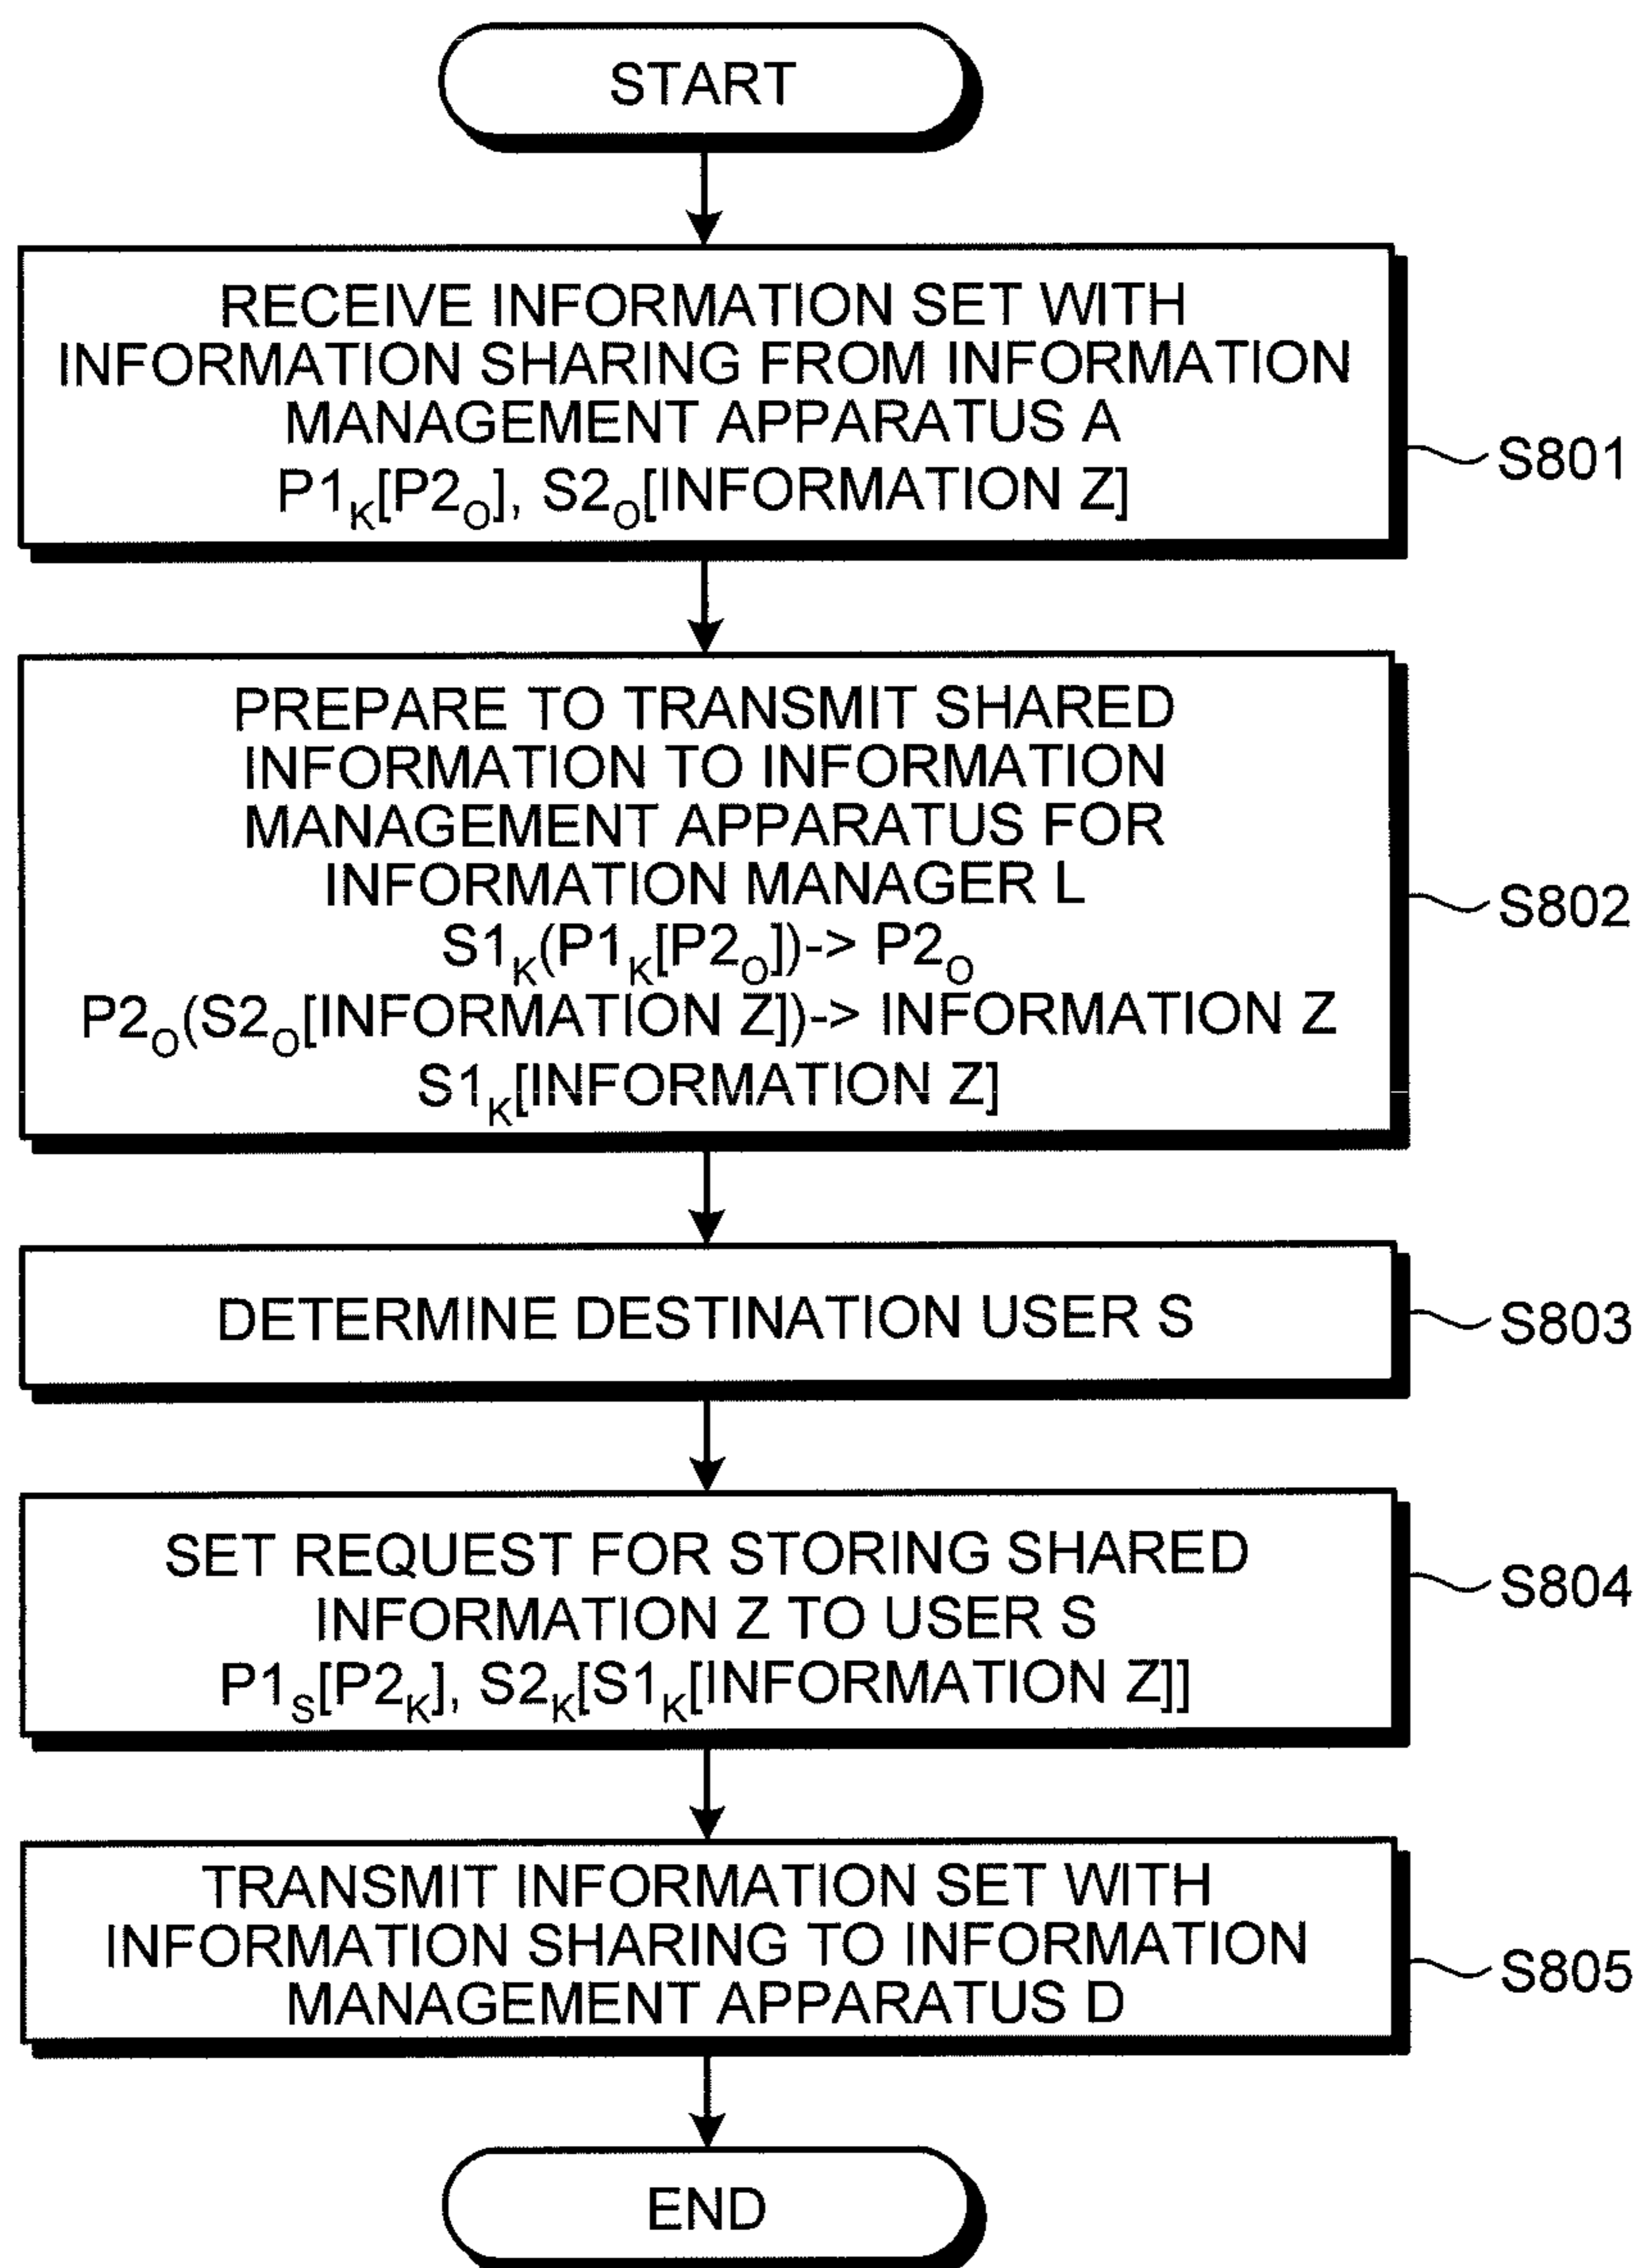 START
RECEIVE INFORMATION SET WITH
INFORMATION SHARING FROM INFORMATION
MANAGEMENT APPARATUS A
P1K[P2O], S2O[INFORMATION Z]
S801
PREPARE TO TRANSMIT SHARED
INFORMATION TO INFORMATION
MANAGEMENT APPARATUS FOR
INFORMATION MANAGER L
S1K(P1K[P2O])-> P2O
P2O(S2O[INFORMATION Z])-> INFORMATION Z
S1K[INFORMATION Z]
S802
DETERMINE DESTINATION USER S
S803
SET REQUEST FOR STORING SHARED
INFORMATION Z TO USER S
P1S[P2K], S2K[S1K[INFORMATION Z]]
S804
TRANSMIT INFORMATION SET WITH
INFORMATION SHARING TO INFORMATION
MANAGEMENT APPARATUS D
S805
END